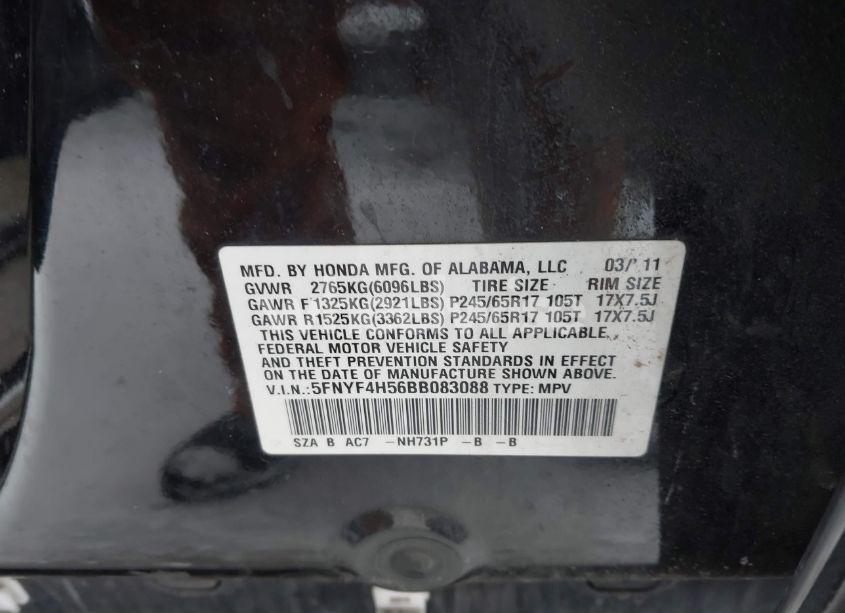 MFD. BY HONDA MFG. OF ALABAMA, LLC 03/ 11
GVWR 2765KG(6096LBS) TIRE SIZE RIM SIZE
GAWR F 1325KG(2921LBS) P245/65R17 105T 17X7.5J
GAWR R1525KG(3362LBS) P245/65R17 105T 17X7.5J
THIS VEHICLE CONFORMS TO ALL APPLICABLE
FEDERAL MOTOR VEHICLE SAFETY
AND THEFT PREVENTION STANDARDS IN EFFECT
ON THE DATE OF MANUFACTURE SHOWN ABOVE.
V.I.N.:5FNYF4H56BB083088 TYPE: MPV
SZA B AC7 -NH731P -B -B